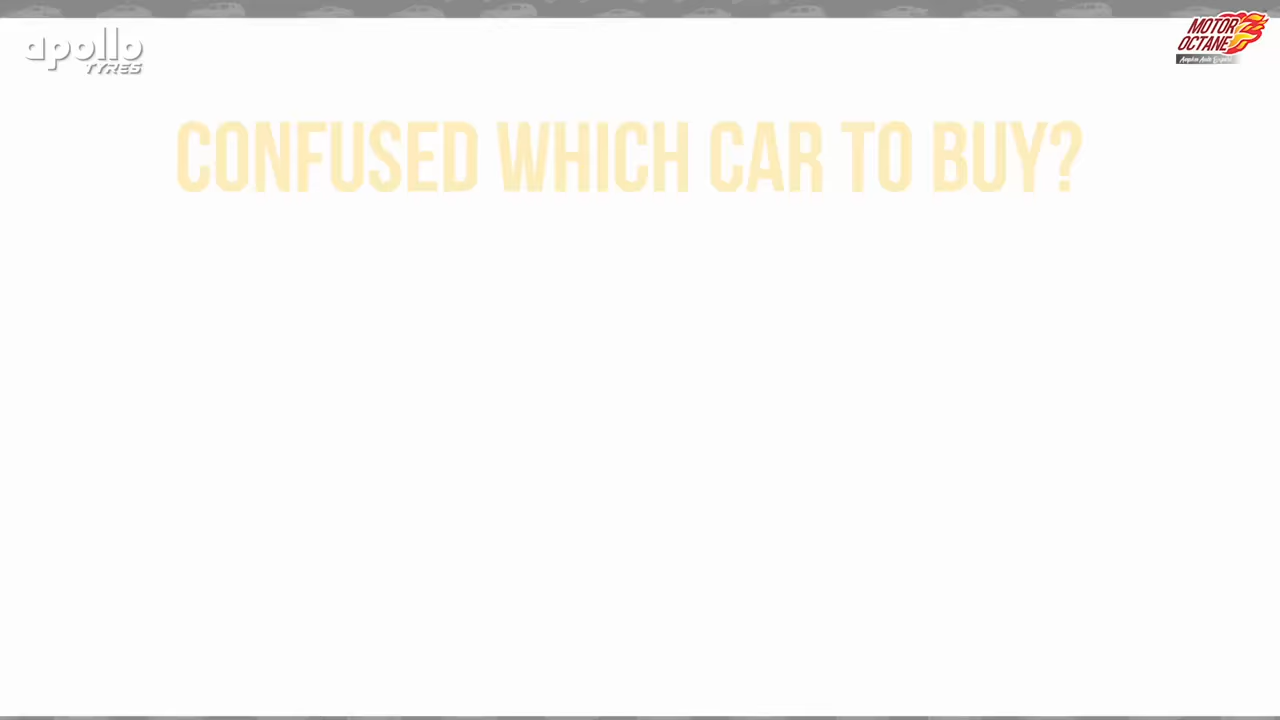 apollo
TYRES
MOTOR
OCTANE
CONFUSED WHICH CAR TO BUY?